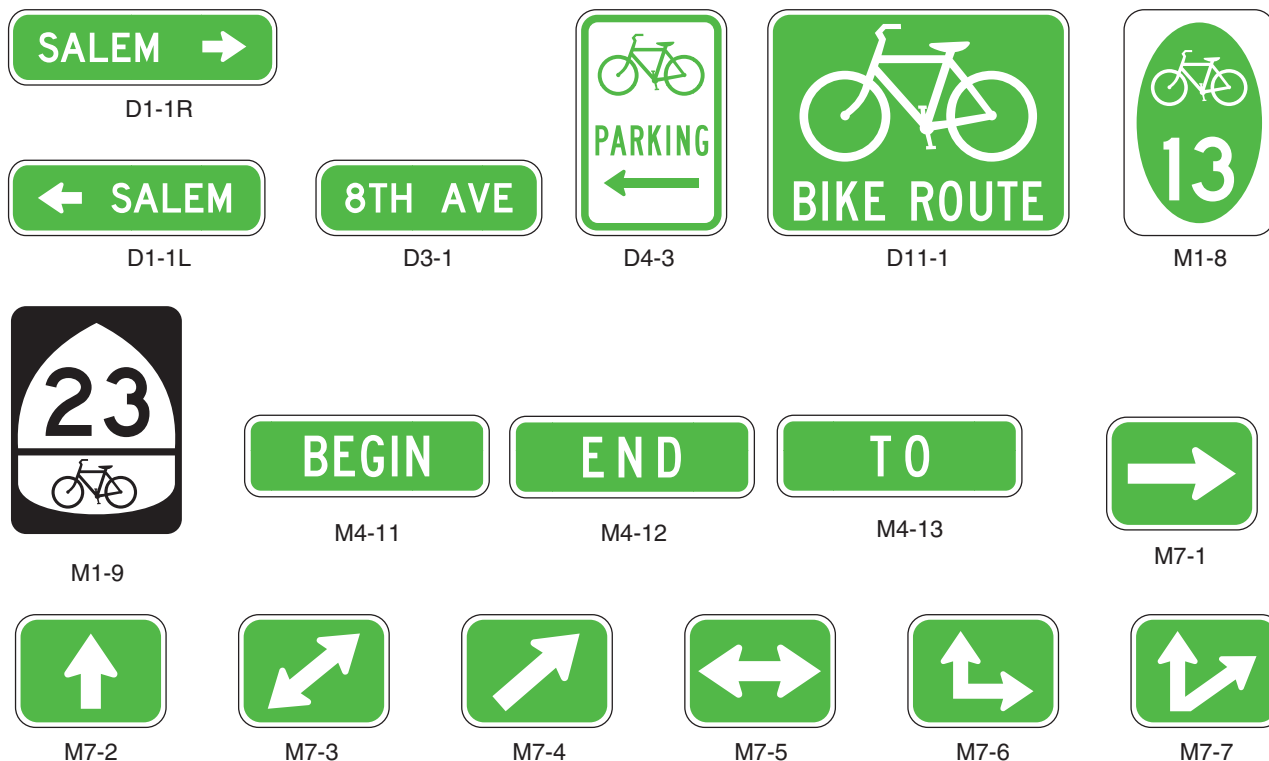 SALEM
D1-1R
SALEM
D1-1L
8TH AVE
D3-1
PARKING
D4-3
BIKE ROUTE
D11-1
13
M1-8
23
M1-9
BEGIN
M4-11
END
M4-12
TO
M4-13
M7-1
M7-2
M7-3
M7-4
M7-5
M7-6
M7-7